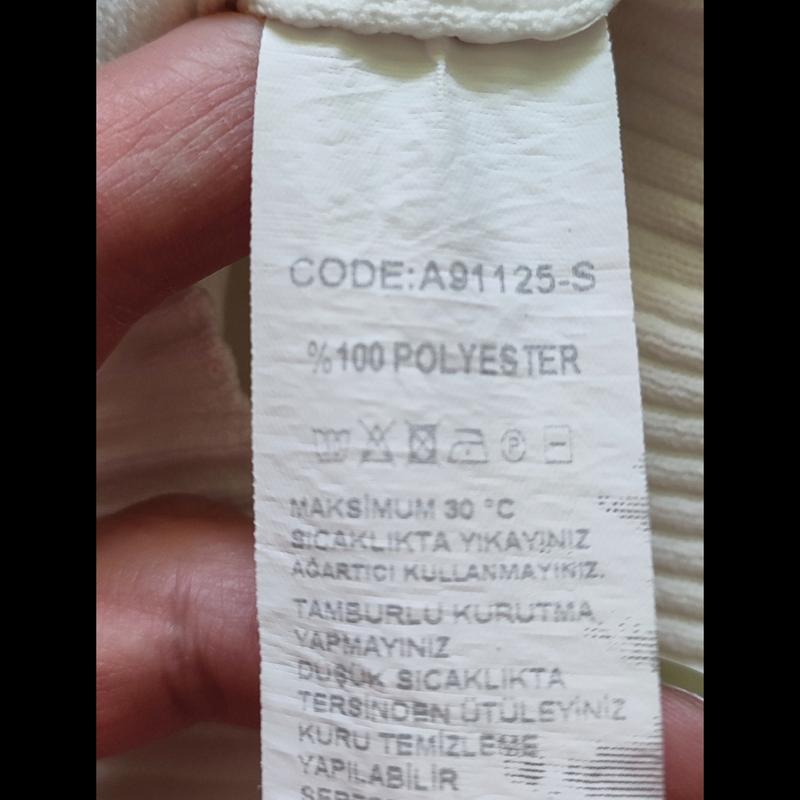 CODE:A91125-S
%100 POLYESTER
MAKSİMUM 30 °C
SICAKLIKTA YIKAYINIZ
AĞARTICI KULLANMAYINIZ.
TAMBURLU KURUTMA
YAPMAYINIZ
DÜŞÜK SICAKLIKTA
TERSİNDEN ÜTÜLEYİNİZ
KURU TEMİZLEME
YAPILABİLİR